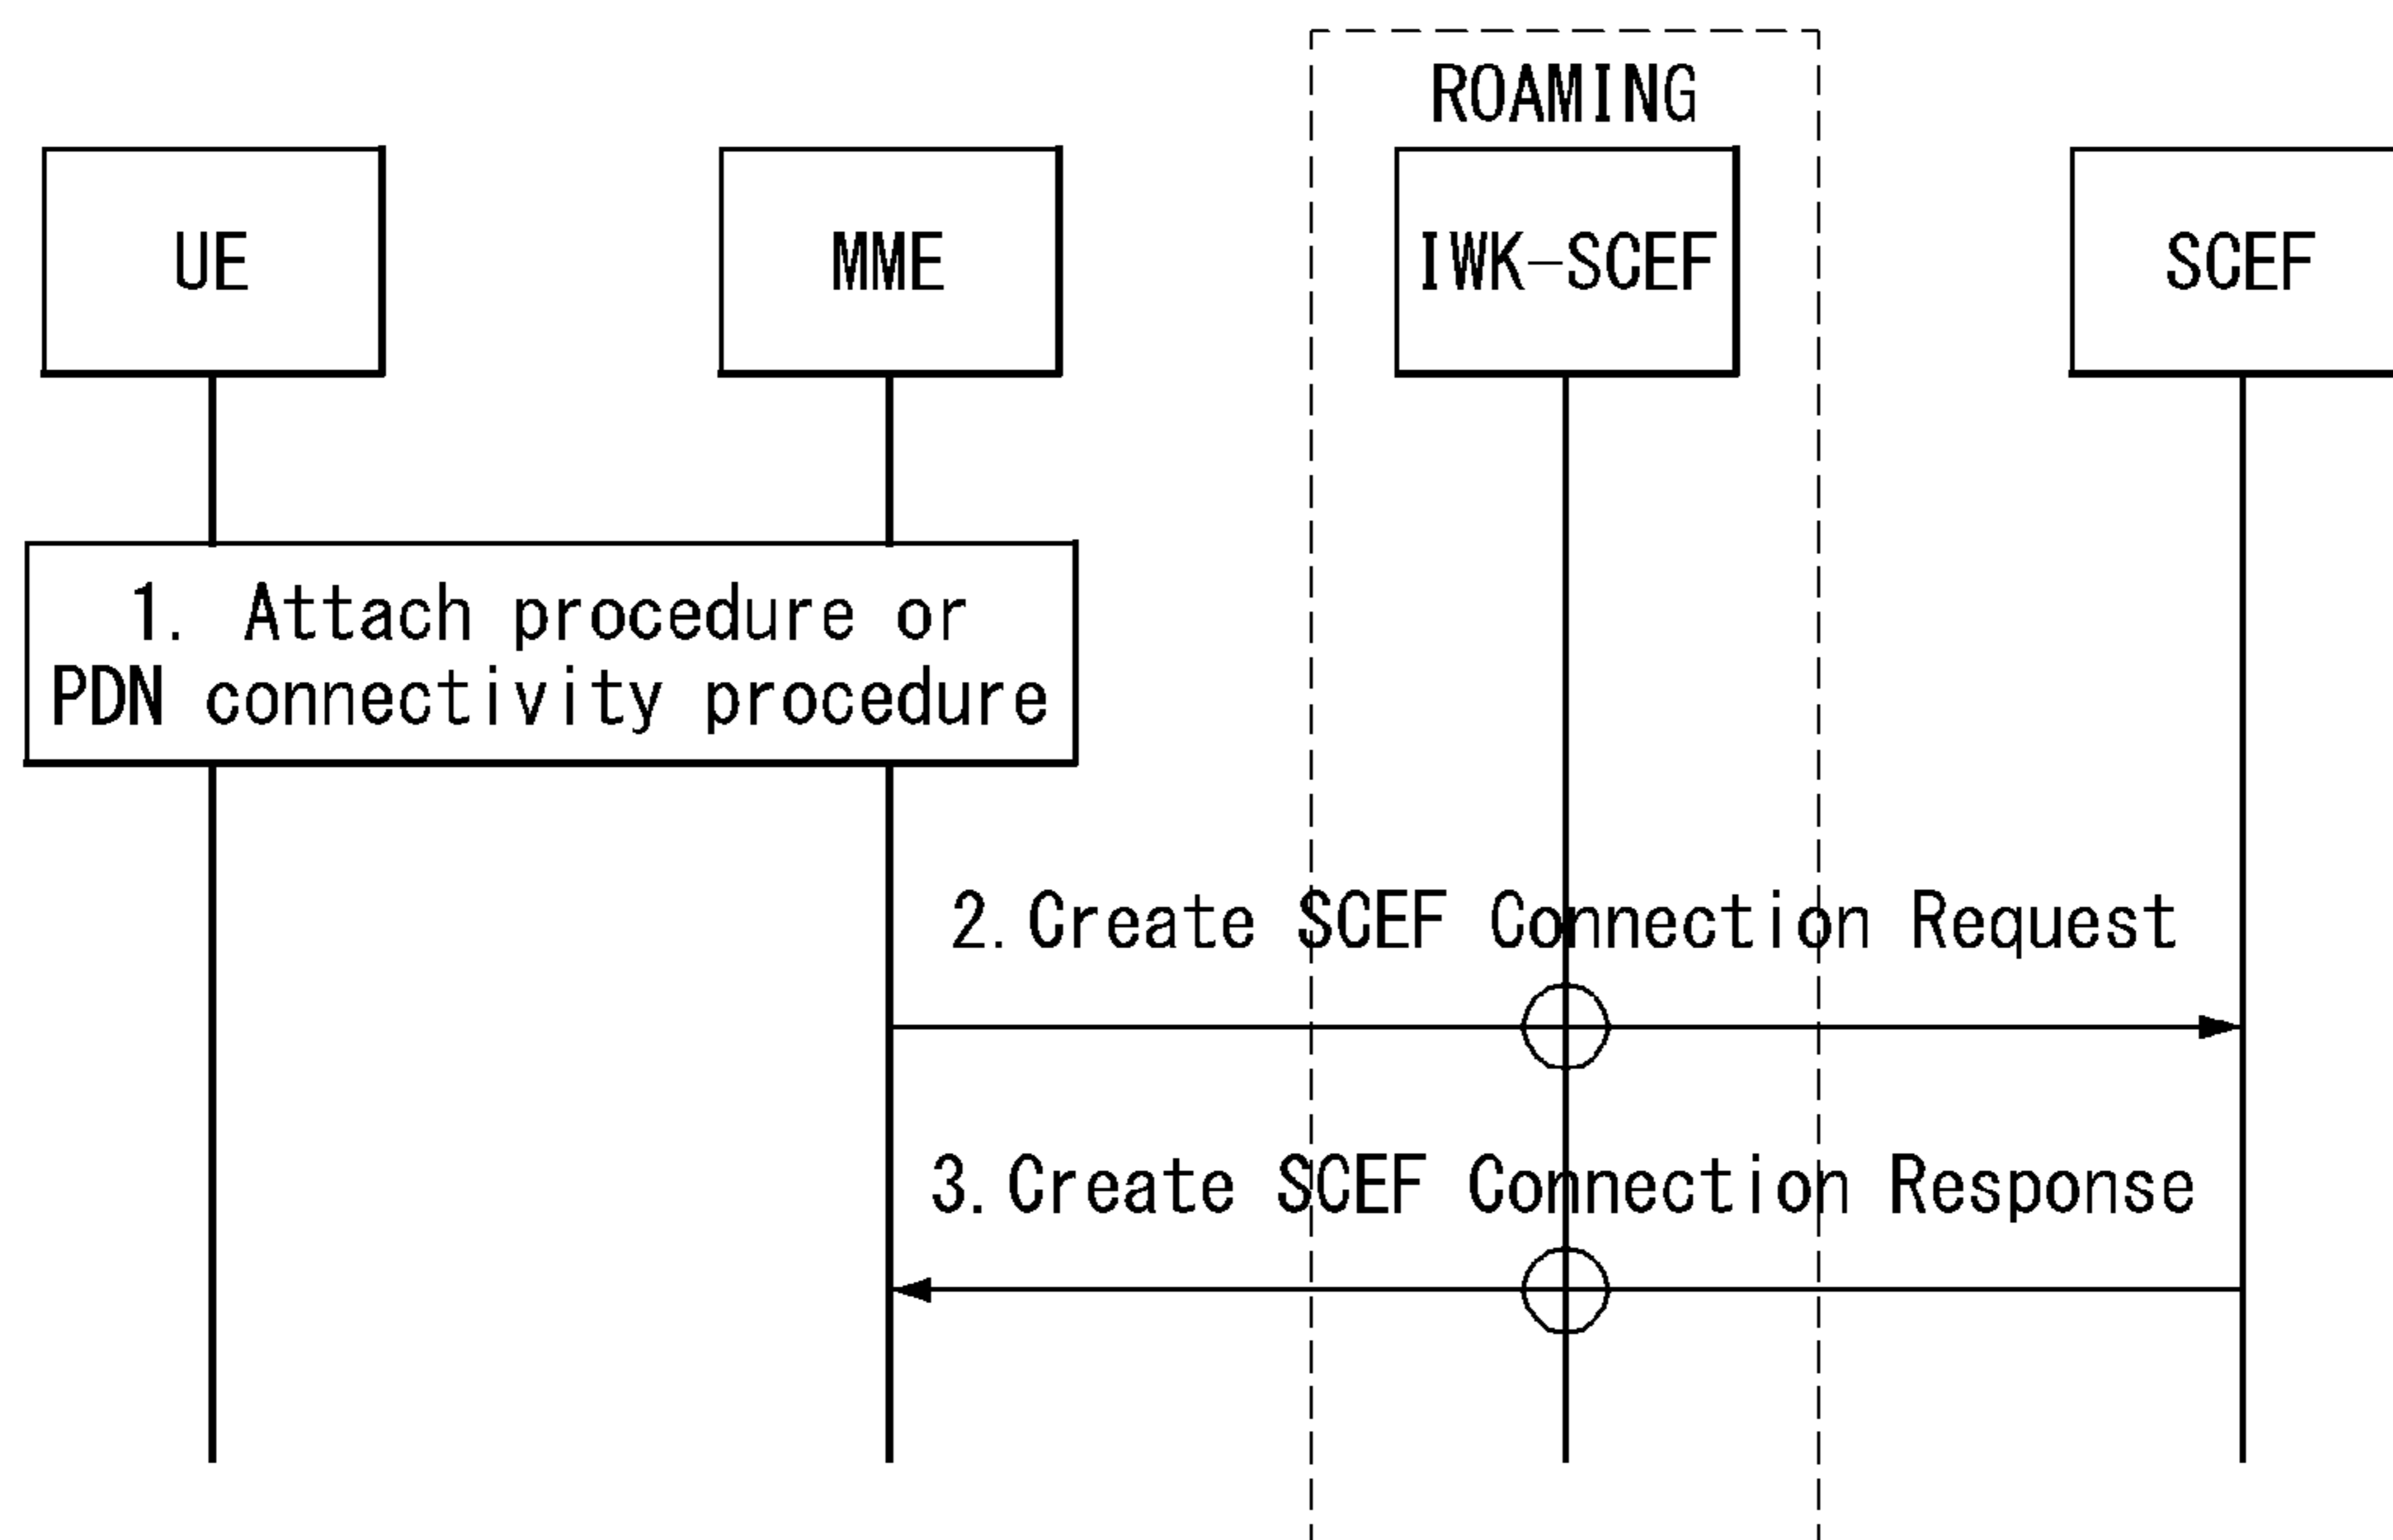 ROAMING
UE
MME
IWK-SCEF
SCEF
1. Attach procedure or
PDN connectivity procedure
2. Create SCEF Connection Request
3. Create SCEF Connection Response